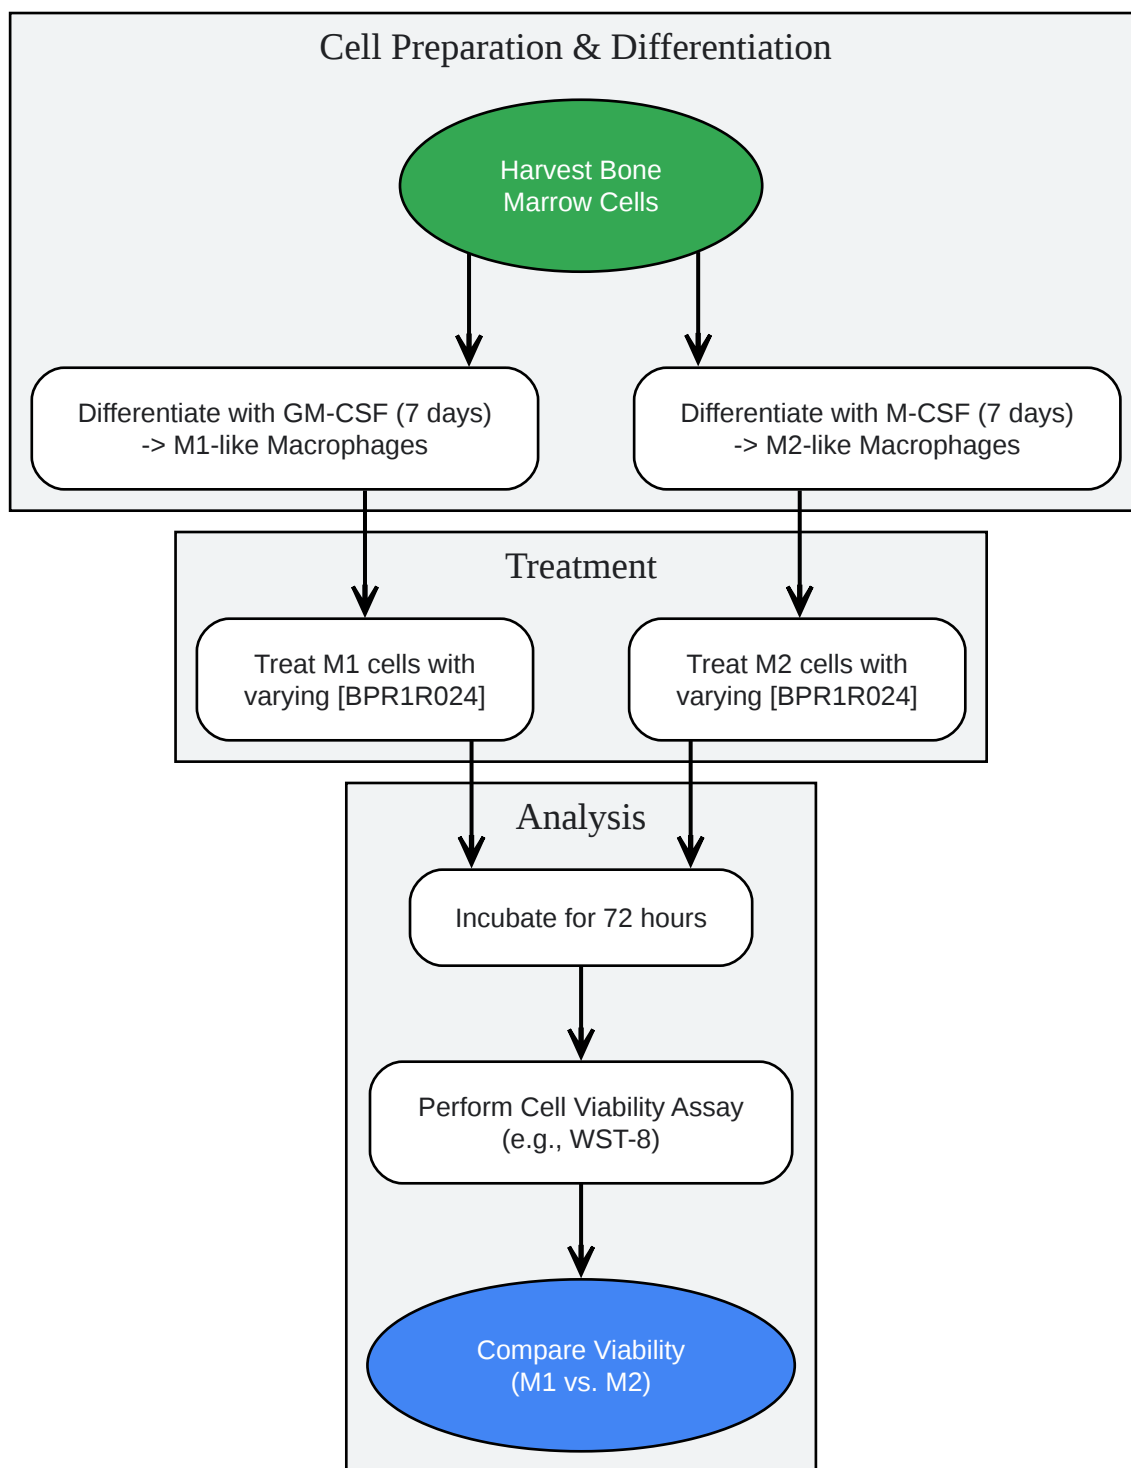 Cell Preparation & Differentiation
Harvest Bone
Marrow Cells
Differentiate with GM-CSF (7 days)
-> M1-like Macrophages
Differentiate with M-CSF (7 days)
-> M2-like Macrophages
Treatment
Treat M1 cells with
varying [BPR1R024]
Treat M2 cells with
varying [BPR1R024]
Analysis
Incubate for 72 hours
Perform Cell Viability Assay
(e.g., WST-8)
Compare Viability
(M1 vs. M2)